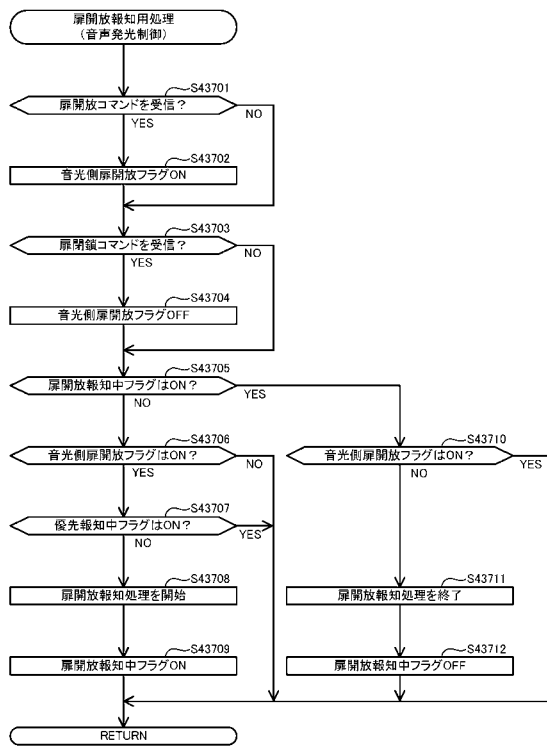 扉開放報知用処理
(音声発光制御)
S43701
扉開放コマンドを受信？
NO
YES
S43702
音光側扉開放フラグON
S43703
扉閉鎖コマンドを受信？
NO
YES
S43704
音光側扉開放フラグOFF
S43705
扉開放報知中フラグはON？
YES
NO
S43706
音光側扉開放フラグはON？
NO
YES
S43710
音光側扉開放フラグはON？
YES
NO
S43707
優先報知中フラグはON？
YES
NO
S43708
扉開放報知処理を開始
S43711
扉開放報知処理を終了
S43709
扉開放報知中フラグON
S43712
扉開放報知中フラグOFF
RETURN